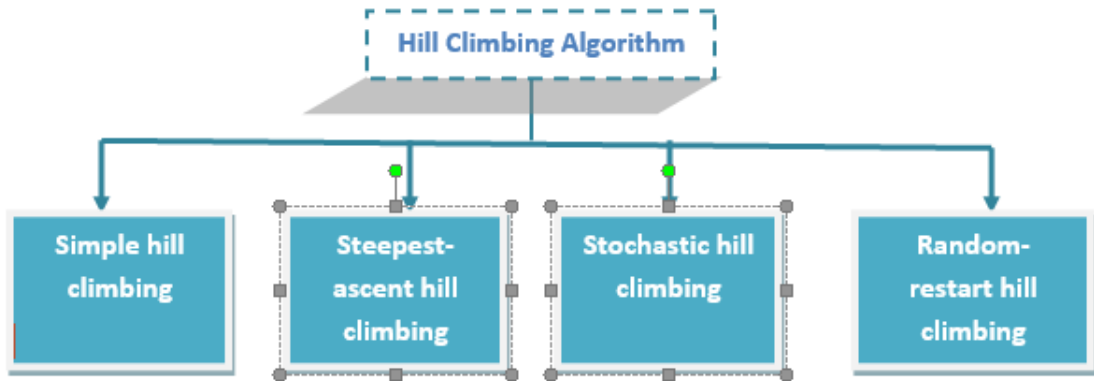 Hill Climbing Algorithm
Simple hill
climbing
Steepest-
ascent hill
climbing
Stochastic hill
climbing
Random-
restart hill
climbing